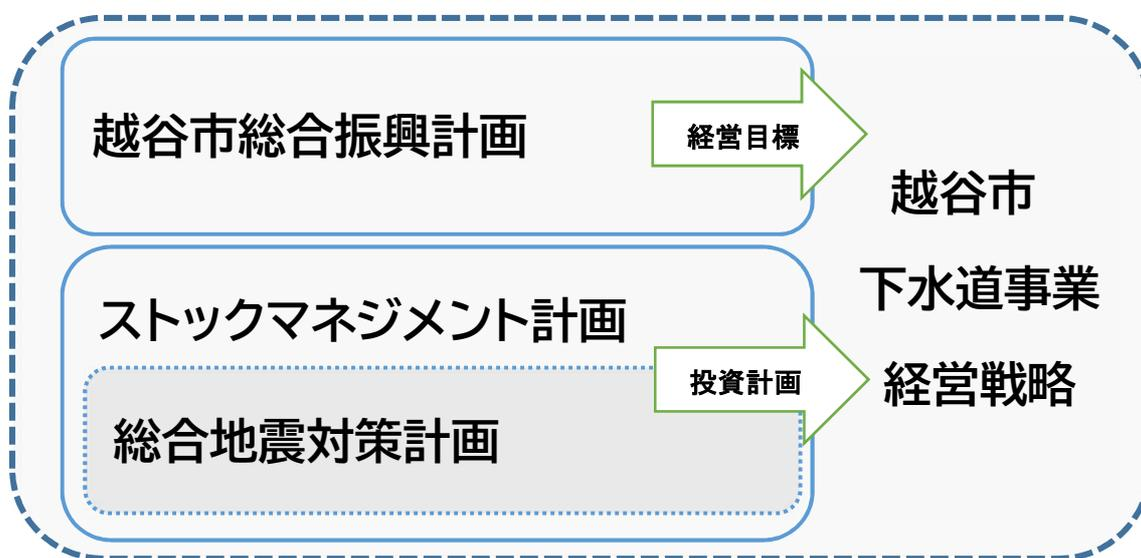 越谷市総合振興計画
経営目標
ストックマネジメント計画
総合地震対策計画
投資計画
越谷市
下水道事業
経営戦略